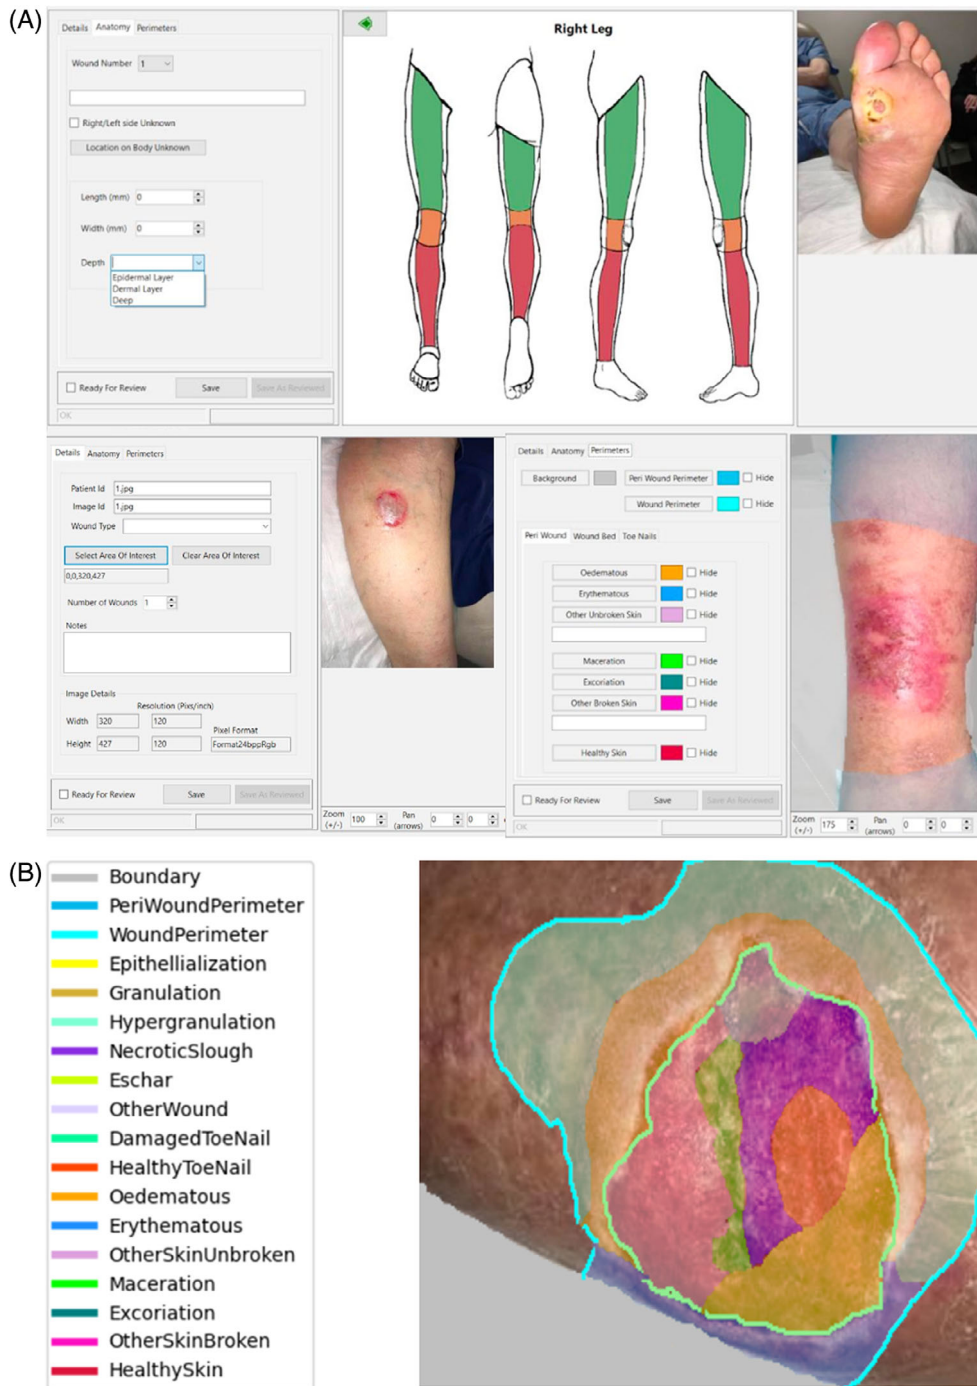 (A)
Details Anatomy Perimeters
Wound Number 1
Right/Left side Unknown
Location on Body Unknown
Length (mm) 0
Width (mm) 0
Depth
Epidermal Layer
Dermal Layer
Deep
Ready For Review Save Save As Reviewed
OK
Right Leg
Details Anatomy Perimeters
Patient Id 1.jpg
Image Id 1.jpg
Wound Type
Select Area Of Interest Clear Area Of Interest
0,0,320,427
Number of Wounds 1
Notes
Image Details
Resolution (Pixs/inch)
Width 320 120
Pixel Format
Height 427 120 Format24bppRgb
Ready For Review Save Save As Reviewed
OK
Zoom (+/-) 100 Pan (arrows) 0 0
Details Anatomy Perimeters
Background Peri Wound Perimeter Hide
Wound Perimeter Hide
Peri Wound Wound Bed Toe Nails
Oedematous Hide
Erythematous Hide
Other Unbroken Skin Hide
Maceration Hide
Excoriation Hide
Other Broken Skin Hide
Healthy Skin Hide
Ready For Review Save Save As Reviewed
OK
Zoom (+/-) 175 Pan (arrows) 0 0
(B)
Boundary
PeriWoundPerimeter
WoundPerimeter
Epithellialization
Granulation
Hypergranulation
NecroticSlough
Eschar
OtherWound
DamagedToeNail
HealthyToeNail
Oedematous
Erythematous
OtherSkinUnbroken
Maceration
Excoriation
OtherSkinBroken
HealthySkin